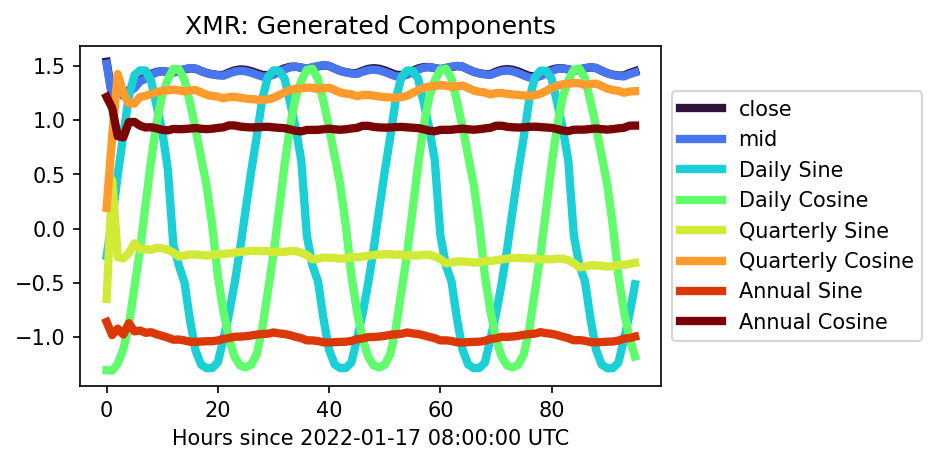 XMR: Generated Components
1.5
1.0
0.5
0.0
−0.5
−1.0
0
20
40
60
80
Hours since 2022-01-17 08:00:00 UTC
close
mid
Daily Sine
Daily Cosine
Quarterly Sine
Quarterly Cosine
Annual Sine
Annual Cosine